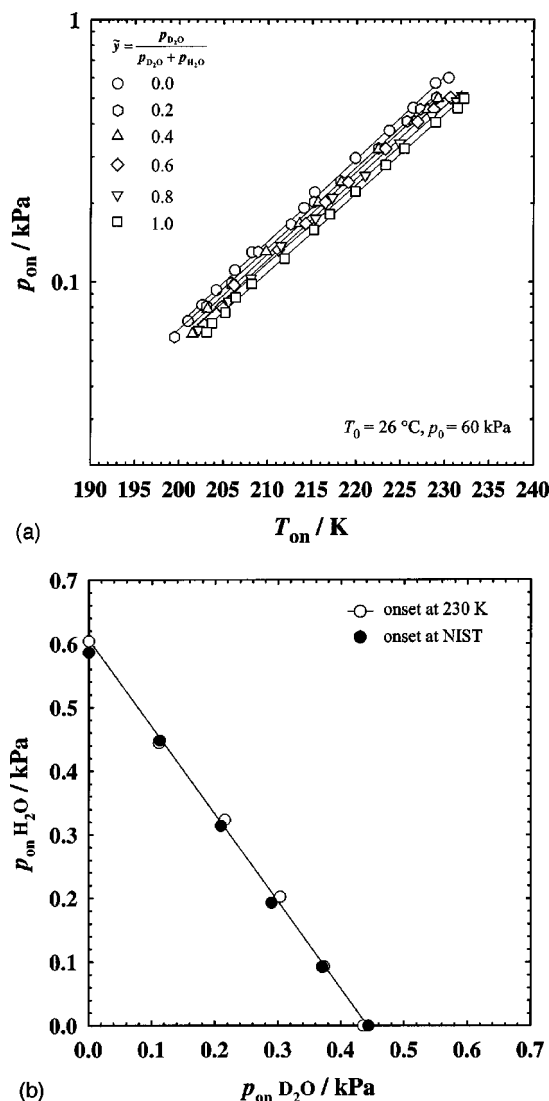 1
ỹ = p_D₂O / (p_D₂O + p_H₂O)
0.0
0.2
0.4
0.6
0.8
1.0
p_on / kPa
0.1
T₀ = 26 °C, p₀ = 60 kPa
190 195 200 205 210 215 220 225 230 235 240
(a)
T_on / K
0.7
onset at 230 K
0.6
onset at NIST
0.5
0.4
p_on H₂O / kPa
0.3
0.2
0.1
0.0
0.0 0.1 0.2 0.3 0.4 0.5 0.6 0.7
(b)
p_on D₂O / kPa